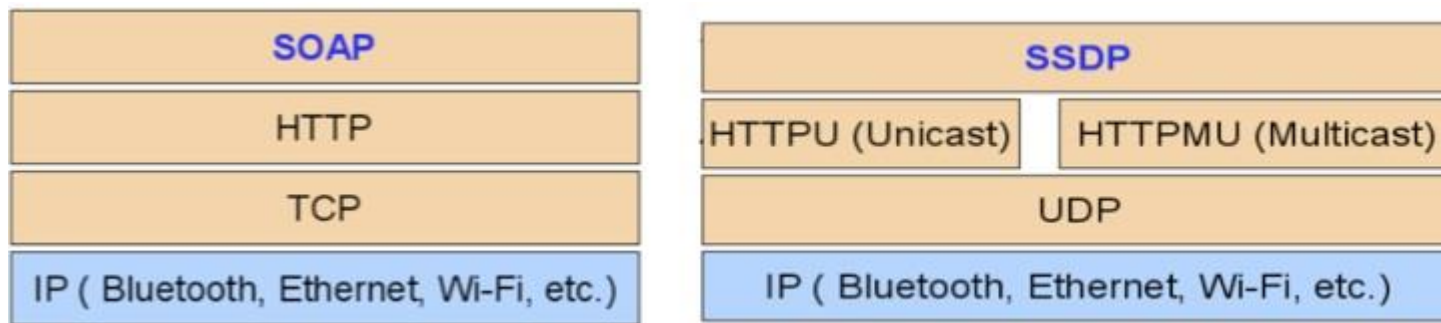 SOAP
HTTP
TCP
IP ( Bluetooth, Ethernet, Wi-Fi, etc.)
SSDP
HTTPU (Unicast)
HTTPMU (Multicast)
UDP
IP ( Bluetooth, Ethernet, Wi-Fi, etc.)